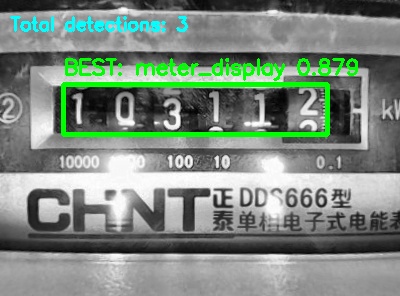 Total detections: 3
BEST: meter_display 0.879
② 1 0 3 1 1 2 kW
10000 1000 100 10 1 0.1
CHNT 正泰 DDS666型
单相电子式电能表